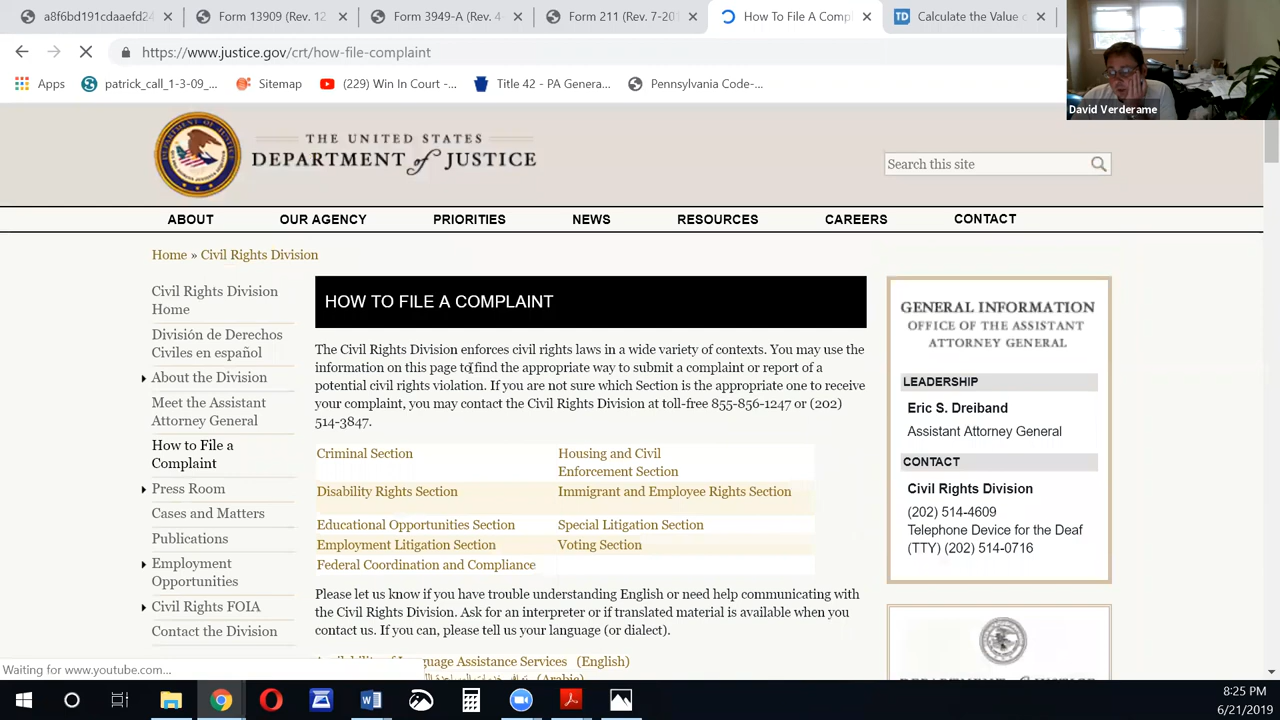 a8f6bd191cdaaefd24
Form 13909 (Rev. 12
Form 3949-A (Rev. 4
Form 211 (Rev. 7-20
How To File A Comp
Calculate the Value o
https://www.justice.gov/crt/how-file-complaint
Apps
patrick_call_1-3-09_...
Sitemap
(229) Win In Court -...
Title 42 - PA Genera...
Pennsylvania Code-...
David Verderame
THE UNITED STATES
DEPARTMENT of JUSTICE
Search this site
ABOUT
OUR AGENCY
PRIORITIES
NEWS
RESOURCES
CAREERS
CONTACT
Home » Civil Rights Division
Civil Rights Division
Home
División de Derechos
Civiles en español
About the Division
Meet the Assistant
Attorney General
How to File a
Complaint
Press Room
Cases and Matters
Publications
Employment
Opportunities
Civil Rights FOIA
Contact the Division
HOW TO FILE A COMPLAINT
The Civil Rights Division enforces civil rights laws in a wide variety of contexts. You may use the
information on this page to find the appropriate way to submit a complaint or report of a
potential civil rights violation. If you are not sure which Section is the appropriate one to receive
your complaint, you may contact the Civil Rights Division at toll-free 855-856-1247 or (202)
514-3847.
Criminal Section
Housing and Civil
Enforcement Section
Disability Rights Section
Immigrant and Employee Rights Section
Educational Opportunities Section
Special Litigation Section
Employment Litigation Section
Voting Section
Federal Coordination and Compliance
Please let us know if you have trouble understanding English or need help communicating with
the Civil Rights Division. Ask for an interpreter or if translated material is available when you
contact us. If you can, please tell us your language (or dialect).
Availability of Language Assistance Services (English)
(Arabic)
GENERAL INFORMATION
OFFICE OF THE ASSISTANT
ATTORNEY GENERAL
LEADERSHIP
Eric S. Dreiband
Assistant Attorney General
CONTACT
Civil Rights Division
(202) 514-4609
Telephone Device for the Deaf
(TTY) (202) 514-0716
Waiting for www.youtube.com...
8:25 PM
6/21/2019